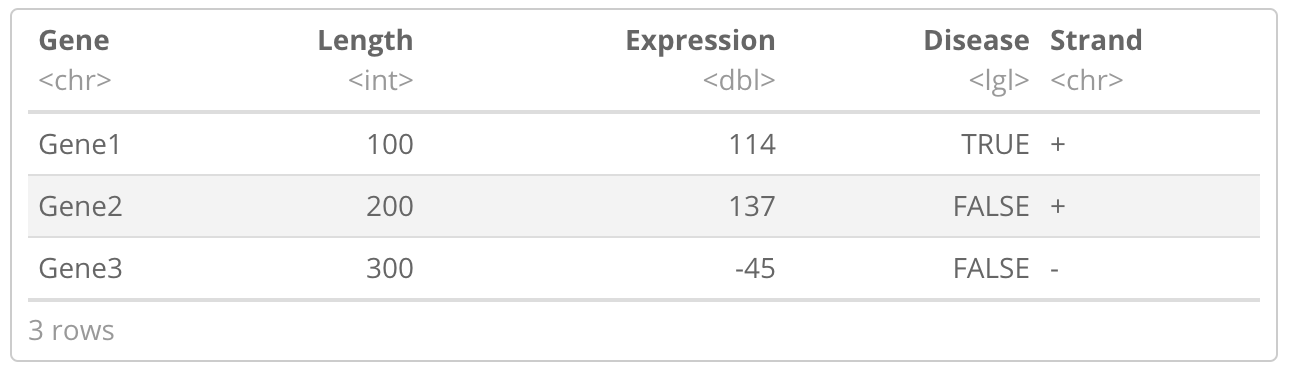 Gene Length Expression Disease Strand
<chr> <int> <dbl> <lgl> <chr>
Gene1 100 114 TRUE +
Gene2 200 137 FALSE +
Gene3 300 -45 FALSE -
3 rows